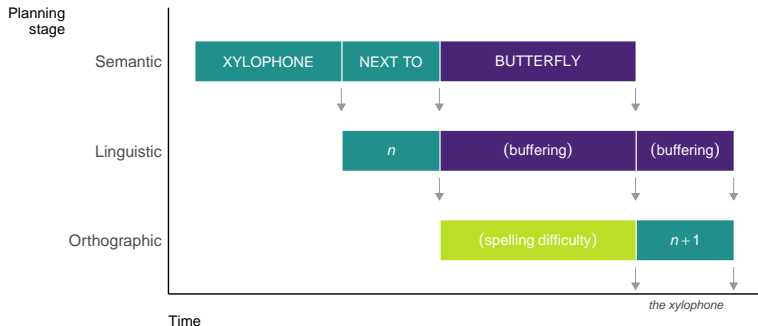 Planning
stage
Semantic
XYLOPHONE
NEXT TO
BUTTERFLY
Linguistic
n
(buffering)
(buffering)
Orthographic
(spelling difficulty)
n + 1
the xylophone
Time